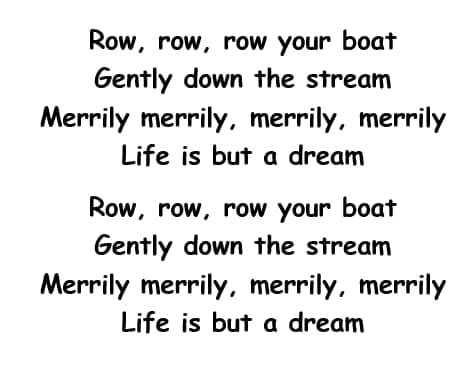 Row, row, row your boat
Gently down the stream
Merrily merrily, merrily, merrily
Life is but a dream
Row, row, row your boat
Gently down the stream
Merrily merrily, merrily, merrily
Life is but a dream